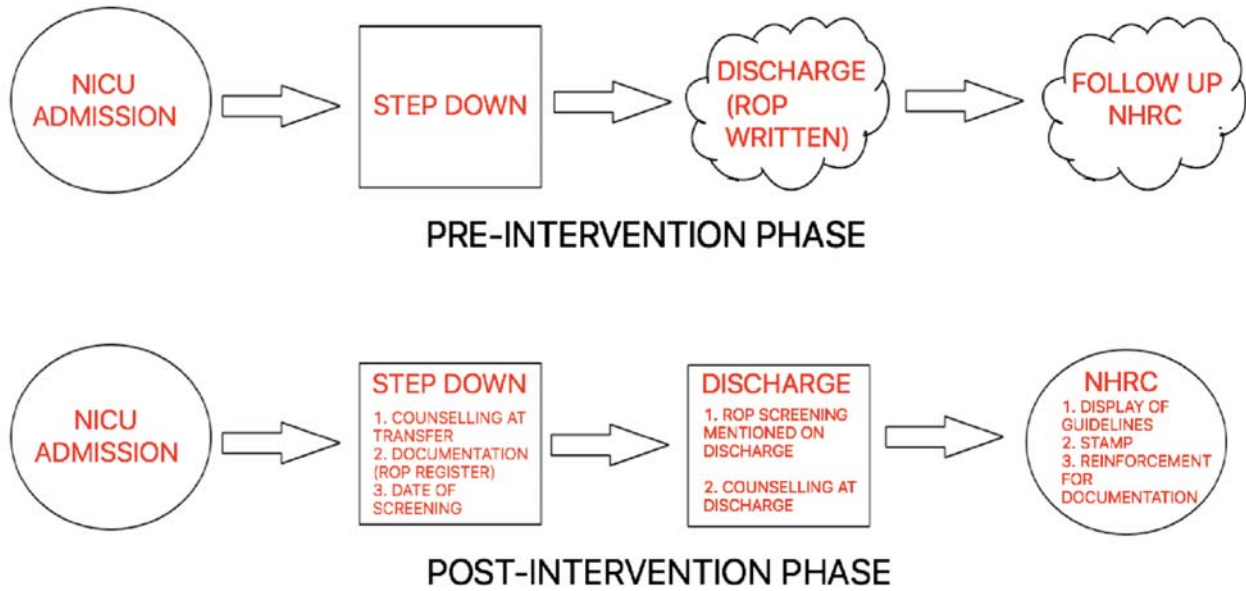 NICU
ADMISSION
STEP DOWN
DISCHARGE
(ROP
WRITTEN)
FOLLOW UP
NHRC
PRE-INTERVENTION PHASE
NICU
ADMISSION
STEP DOWN
1. COUNSELLING AT
TRANSFER
2. DOCUMENTATION
(ROP REGISTER)
3. DATE OF
SCREENING
DISCHARGE
1. ROP SCREENING
MENTIONED ON
DISCHARGE
2. COUNSELLING AT
DISCHARGE
NHRC
1. DISPLAY OF
GUIDELINES
2. STAMP
3. REINFORCEMENT
FOR
DOCUMENTATION
POST-INTERVENTION PHASE